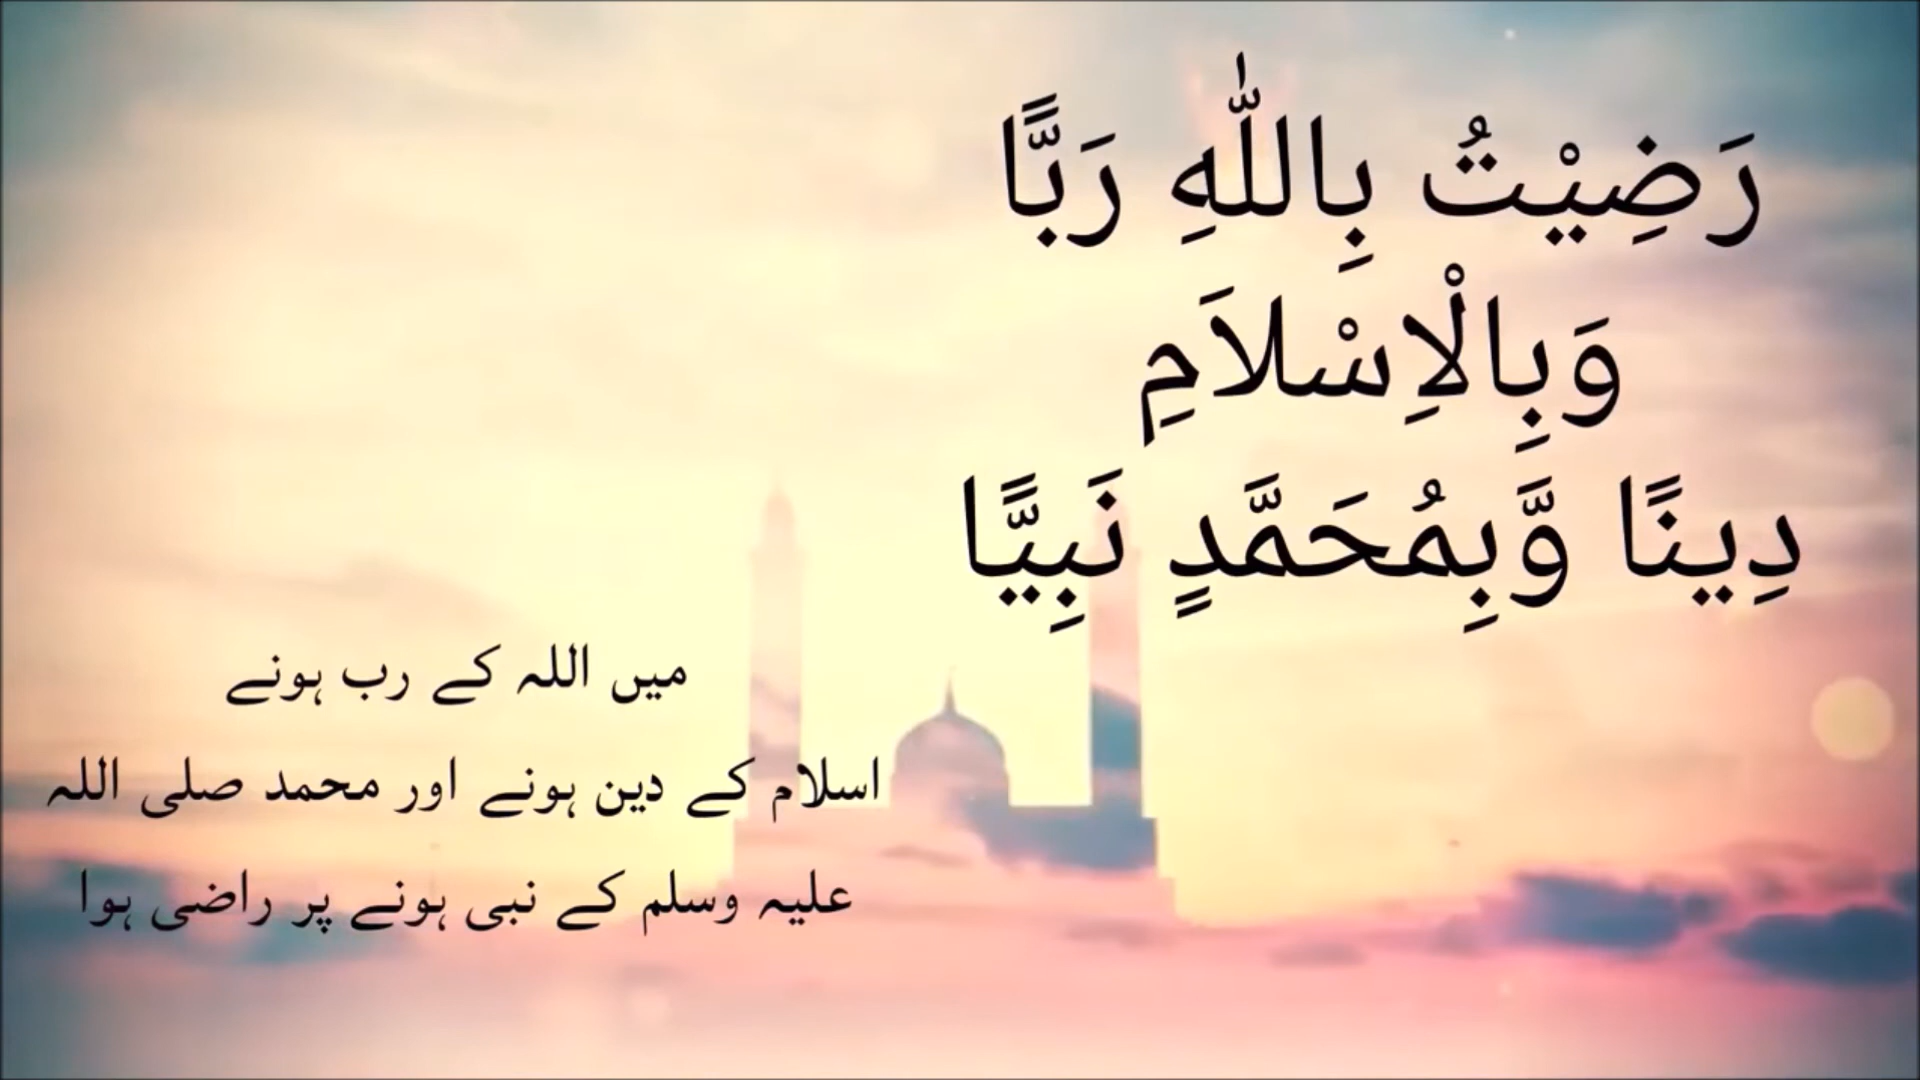 رَضِيْتُ بِاللّٰهِ رَبًّا
وَبِالْاِسْلاَمِ
دِينًا وَّبِمُحَمَّدٍ نَبِيًّا
میں اللہ کے رب ہونے
اسلام کے دین ہونے اور محمد صلی اللہ
علیہ وسلم کے نبی ہونے پر راضی ہوا